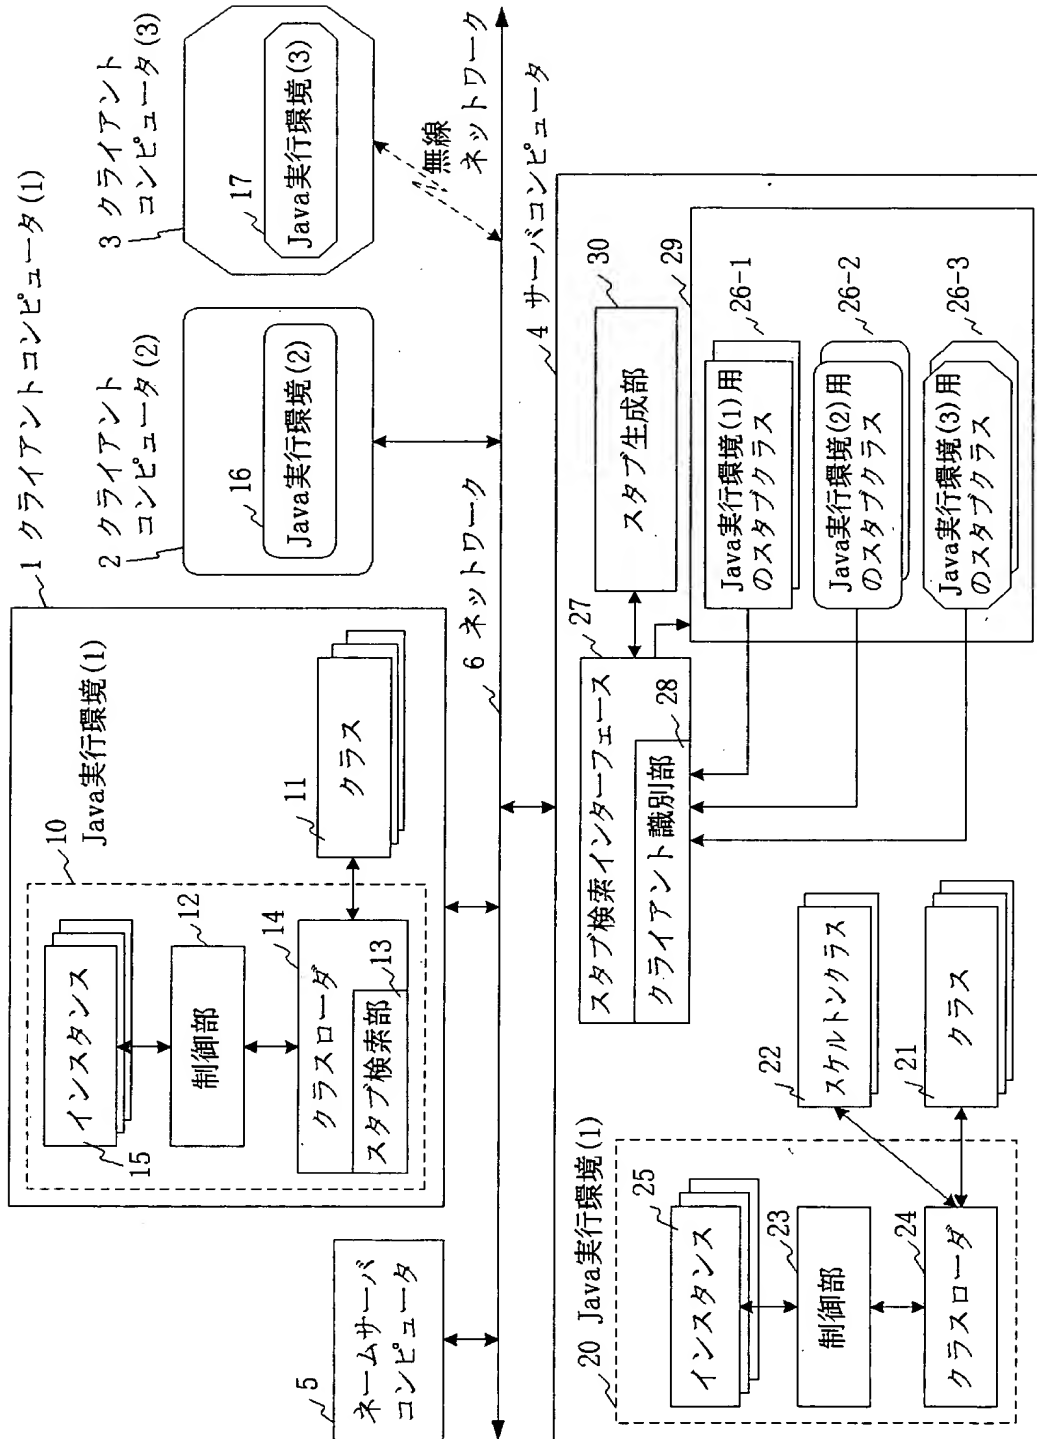 1 クライアントコンピュータ(1)
10
Java実行環境(1)
インスタンス
15
制御部
12
クラスローダ
14
スタブ検索部
13
11
クラス
2 クライアント
コンピュータ(2)
16
Java実行環境(2)
3 クライアント
コンピュータ(3)
17
Java実行環境(3)
無線
ネットワーク
5
ネームサーバ
コンピュータ
6 ネットワーク
4 サーバコンピュータ
20 Java実行環境(1)
インスタンス
25
制御部
23
クラスローダ
24
22
スケルトンクラス
21
クラス
スタブ検索インターフェース
27
クライアント識別部
28
スタブ生成部
30
29
Java実行環境(1)用
のスタブクラス
26-1
Java実行環境(2)用
のスタブクラス
26-2
Java実行環境(3)用
のスタブクラス
26-3